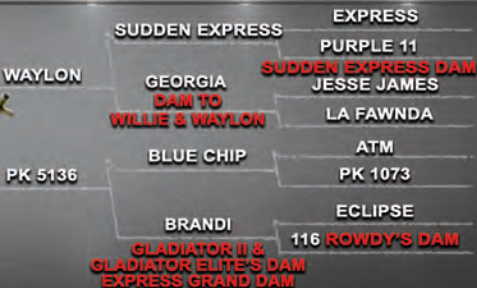 EXPRESS
SUDDEN EXPRESS
PURPLE 11
SUDDEN EXPRESS DAM
WAYLON
GEORGIA
DAM TO
WILLIE & WAYLON
JESSE JAMES
LA FAWNDA
BLUE CHIP
ATM
PK 1073
PK 5136
BRANDI
GLADIATOR II &
GLADIATOR ELITE'S DAM
EXPRESS GRAND DAM
ECLIPSE
116 ROWDY'S DAM